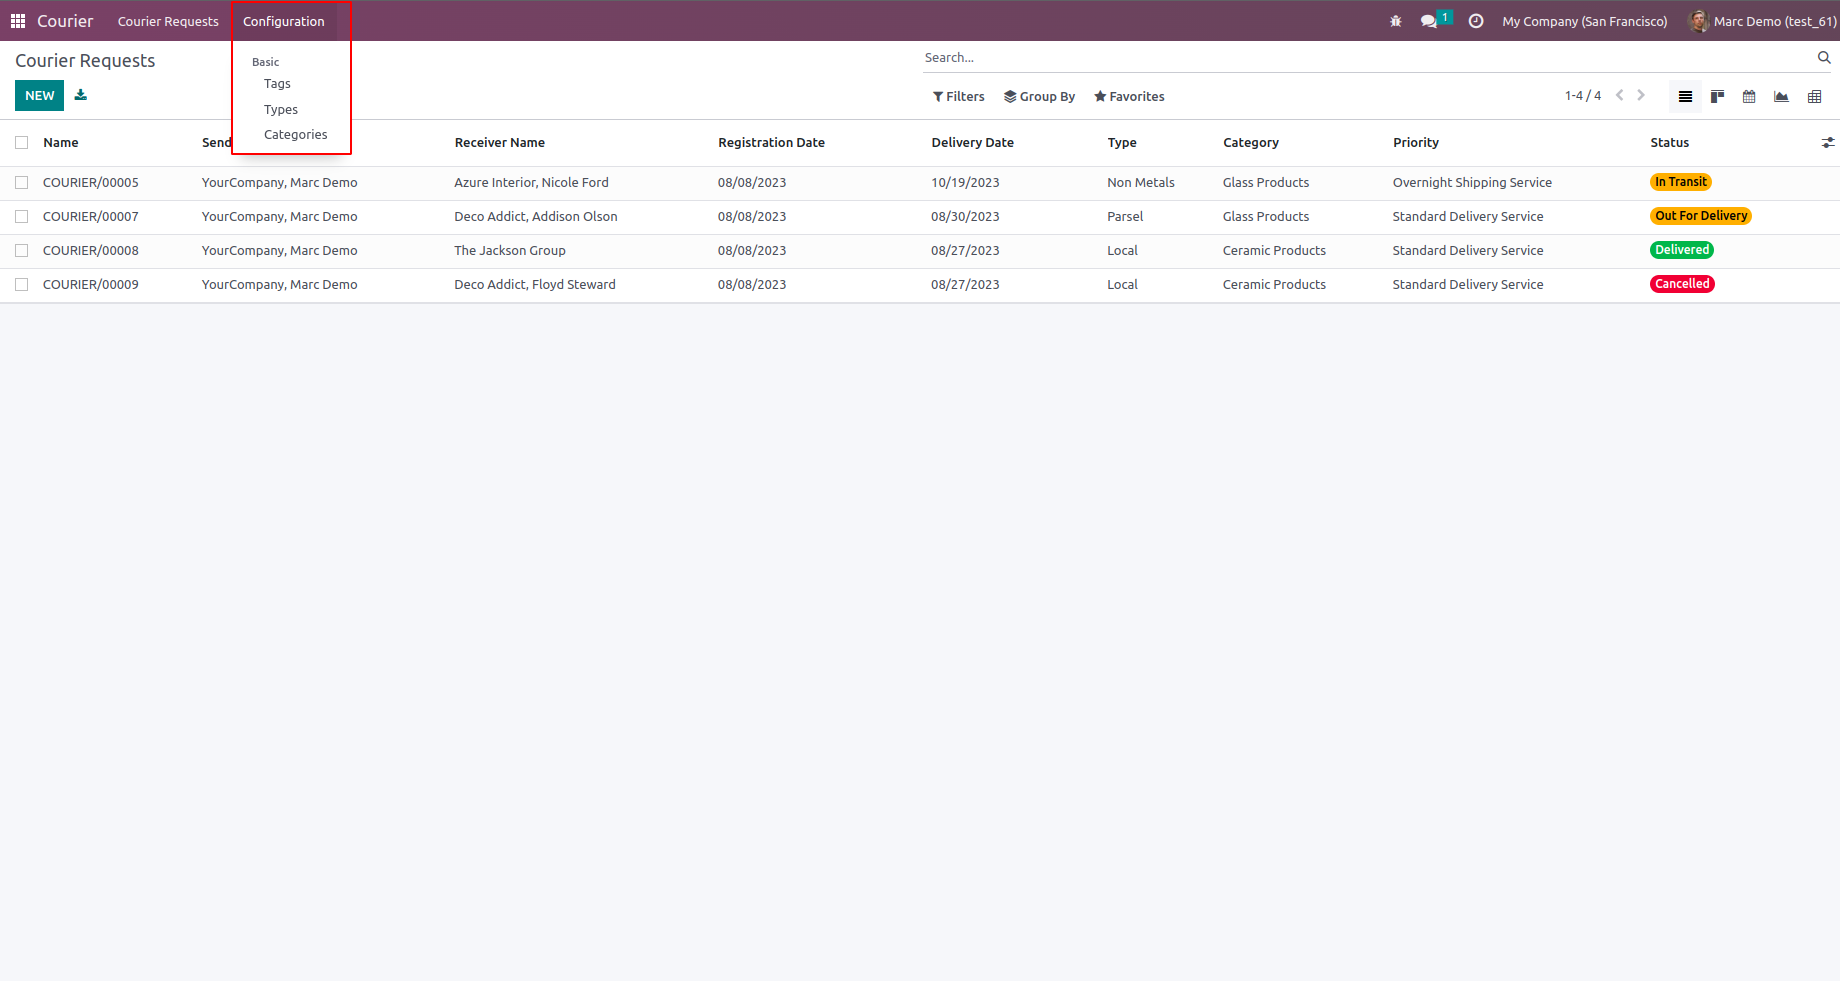 Courier Courier Requests Configuration 1 My Company (San Francisco) Marc Demo (test_61)
Courier Requests Search...
Basic
Tags
Types
Categories
NEW Filters Group By Favorites 1-4 / 4
Name Send Receiver Name Registration Date Delivery Date Type Category Priority Status
COURIER/00005 YourCompany, Marc Demo Azure Interior, Nicole Ford 08/08/2023 10/19/2023 Non Metals Glass Products Overnight Shipping Service In Transit
COURIER/00007 YourCompany, Marc Demo Deco Addict, Addison Olson 08/08/2023 08/30/2023 Parsel Glass Products Standard Delivery Service Out For Delivery
COURIER/00008 YourCompany, Marc Demo The Jackson Group 08/08/2023 08/27/2023 Local Ceramic Products Standard Delivery Service Delivered
COURIER/00009 YourCompany, Marc Demo Deco Addict, Floyd Steward 08/08/2023 08/27/2023 Local Ceramic Products Standard Delivery Service Cancelled